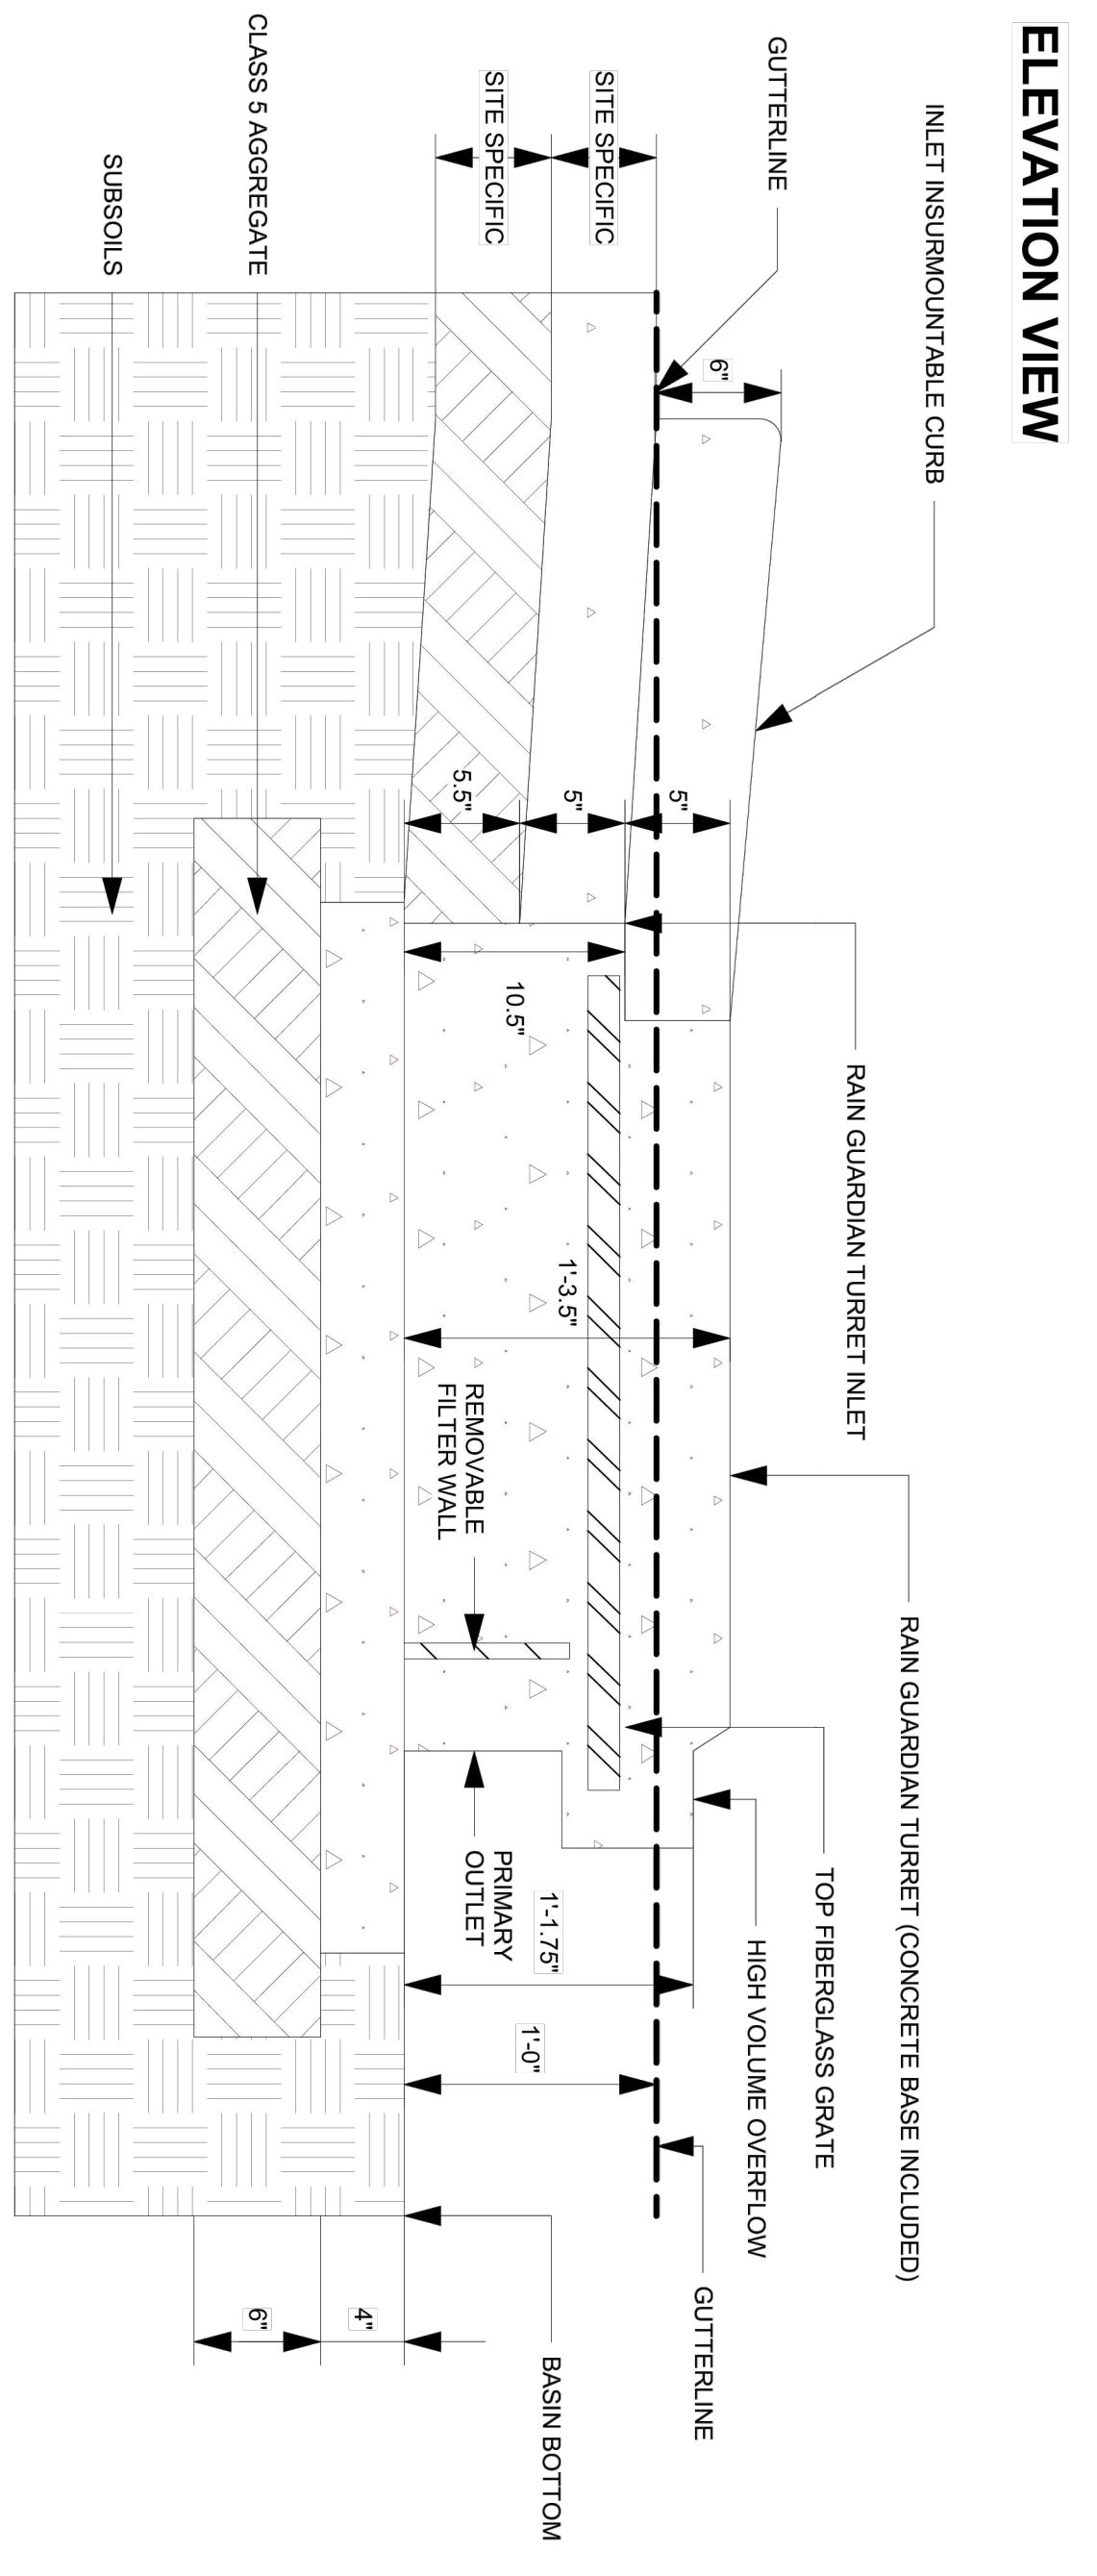 ELEVATION VIEW
INLET INSURMOUNTABLE CURB
GUTTERLINE
SITE SPECIFIC
SITE SPECIFIC
CLASS 5 AGGREGATE
SUBSOILS
6"
5"
5"
5.5"
10.5"
RAIN GUARDIAN TURRET INLET
1'-3.5"
REMOVABLE
FILTER WALL
RAIN GUARDIAN TURRET (CONCRETE BASE INCLUDED)
TOP FIBERGLASS GRATE
HIGH VOLUME OVERFLOW
PRIMARY
OUTLET
1'-1.75"
1'-0"
GUTTERLINE
BASIN BOTTOM
4"
6"